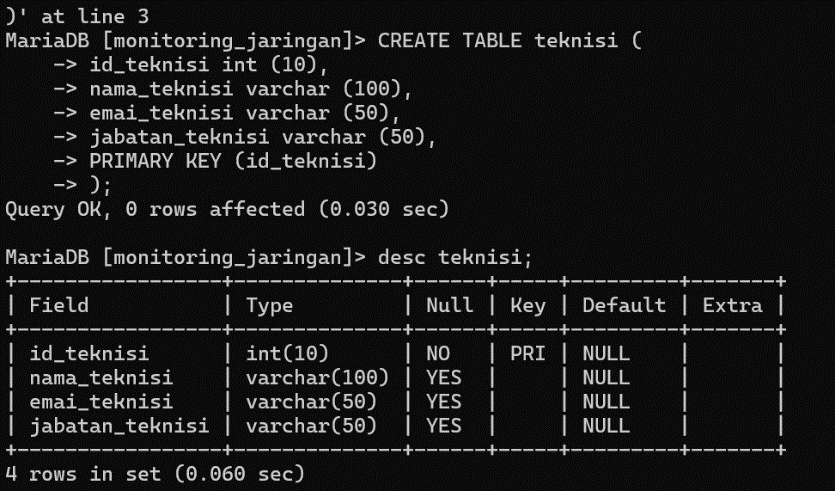 )' at line 3
MariaDB [monitoring_jaringan]> CREATE TABLE teknisi (
    -> id_teknisi int (10),
    -> nama_teknisi varchar (100),
    -> emai_teknisi varchar (50),
    -> jabatan_teknisi varchar (50),
    -> PRIMARY KEY (id_teknisi)
    -> );
Query OK, 0 rows affected (0.030 sec)

MariaDB [monitoring_jaringan]> desc teknisi;
+-----------------+--------------+------+-----+---------+-------+
| Field           | Type         | Null | Key | Default | Extra |
+-----------------+--------------+------+-----+---------+-------+
| id_teknisi      | int(10)      | NO   | PRI | NULL    |       |
| nama_teknisi    | varchar(100) | YES  |     | NULL    |       |
| emai_teknisi    | varchar(50)  | YES  |     | NULL    |       |
| jabatan_teknisi | varchar(50)  | YES  |     | NULL    |       |
+-----------------+--------------+------+-----+---------+-------+
4 rows in set (0.060 sec)